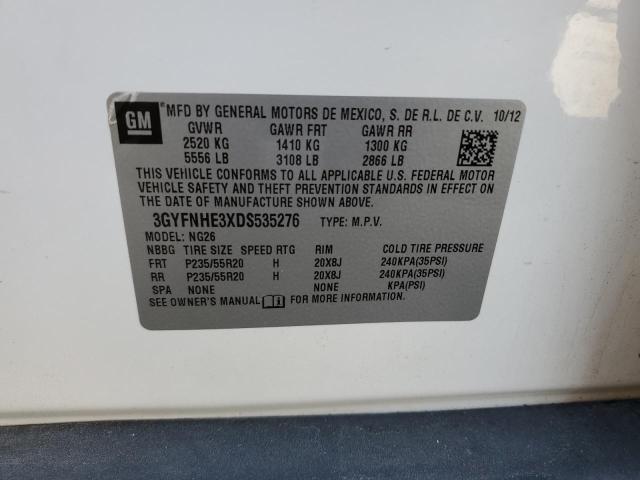 GM ® MFD BY GENERAL MOTORS DE MEXICO, S. DE R.L. DE C.V. 10/12
GVWR GAWR FRT GAWR RR
2520 KG 1410 KG 1300 KG
5556 LB 3108 LB 2866 LB
THIS VEHICLE CONFORMS TO ALL APPLICABLE U.S. FEDERAL MOTOR
VEHICLE SAFETY AND THEFT PREVENTION STANDARDS IN EFFECT ON
THE DATE OF MANUFACTURE SHOWN ABOVE.
3GYFNHE3XDS535276 TYPE: M.P.V.
MODEL: NG26
NBBG TIRE SIZE SPEED RTG RIM COLD TIRE PRESSURE
FRT P235/55R20 H 20X8J 240KPA(35PSI)
RR P235/55R20 H 20X8J 240KPA(35PSI)
SPA NONE NONE KPA(PSI)
SEE OWNER'S MANUAL FOR MORE INFORMATION.